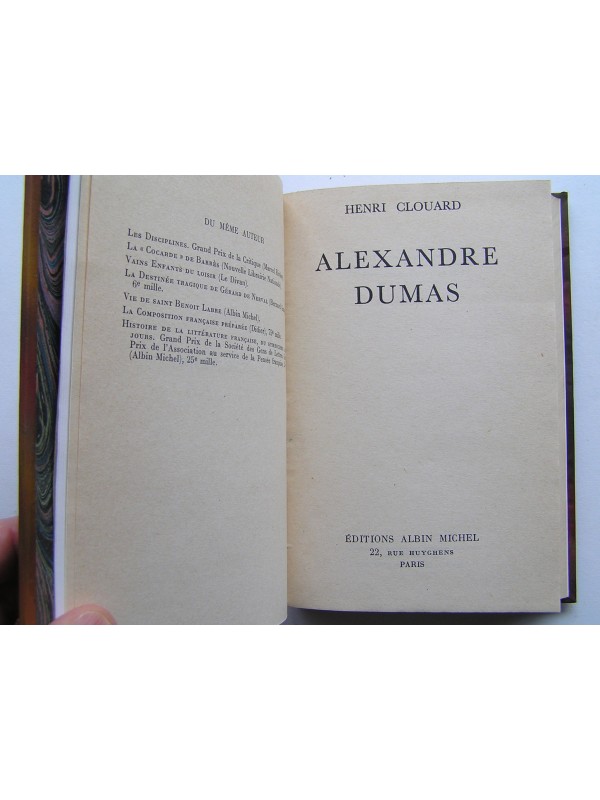 DU MÊME AUTEUR
LES DISCIPLINES. Grand Prix de la Critique
LA « COCARDE » DE BARRÈS (Nouvelle Librairie
VAINS ENFANTS DU LOISIR (Le Divan).
LA DESTINÉE TRAGIQUE DE GÉRARD DE NERVAL
6e mille.
VIE DE SAINT BENOIT LABRE (Albin Michel).
LA COMPOSITION FRANÇAISE PRÉPARÉE (Didier),
HISTOIRE DE LA LITTÉRATURE FRANÇAISE, DU
JOURS. Grand Prix de la Société des Gens de
Prix de l'Association au service de la Pensée
(Albin Michel), 25e mille.
HENRI CLOUARD
ALEXANDRE
DUMAS
ÉDITIONS ALBIN MICHEL
22, RUE HUYGHENS
PARIS